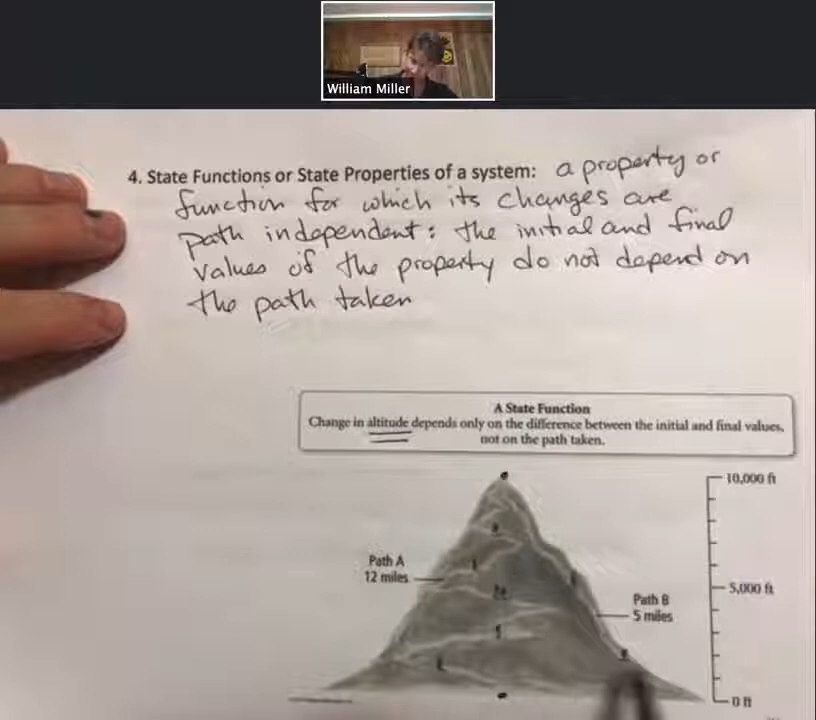 William Miller
4. State Functions or State Properties of a system: a property or
function for which its changes are
path independent: the initial and final
values of the property do not depend on
the path taken
A State Function
Change in altitude depends only on the difference between the initial and final values,
not on the path taken.
10,000 ft
Path A
12 miles
5,000 ft
Path B
5 miles
0 ft